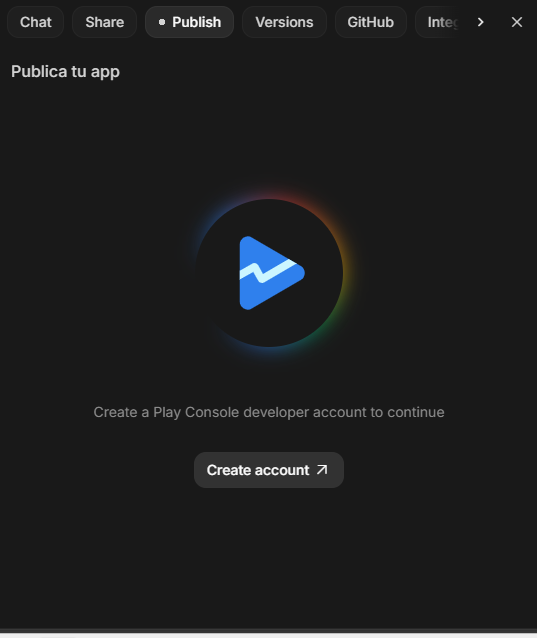 Chat
Share
Publish
Versions
GitHub
Publica tu app
Create a Play Console developer account to continue
Create account